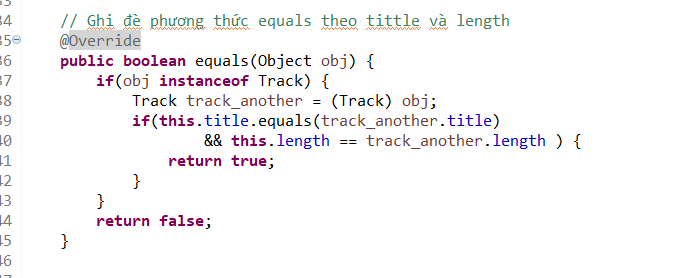 34 // Ghi đè phương thức equals theo tittle và length
35 @Override
36 public boolean equals(Object obj) {
37 if(obj instanceof Track) {
38 Track track_another = (Track) obj;
39 if(this.title.equals(track_another.title)
40 && this.length == track_another.length ) {
41 return true;
42 }
43 }
44 return false;
45 }
46